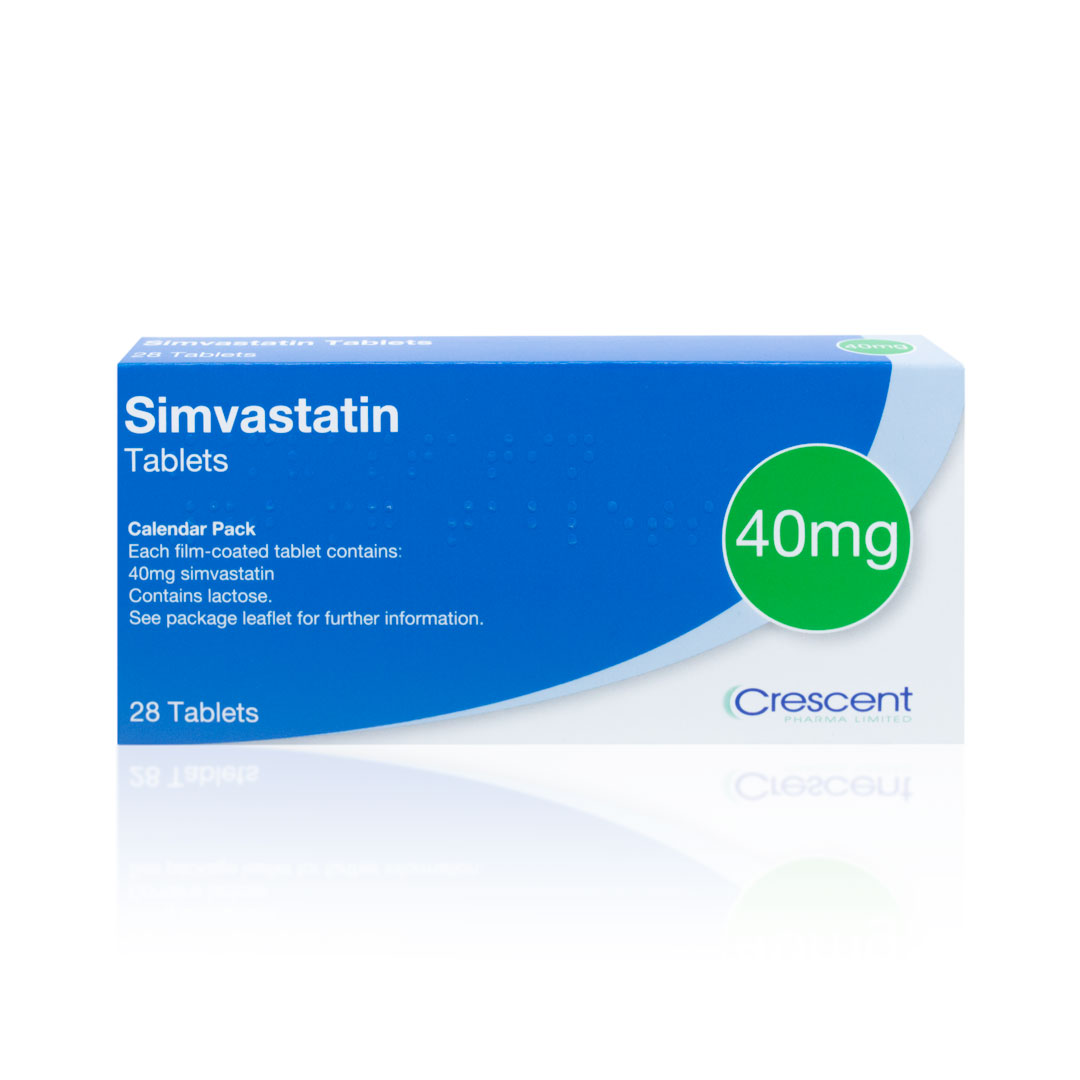 Simvastatin Tablets
28 Tablets
40mg
Simvastatin
Tablets
Calendar Pack
Each film-coated tablet contains:
40mg simvastatin
Contains lactose.
See package leaflet for further information.
40mg
28 Tablets
Crescent
PHARMA LIMITED